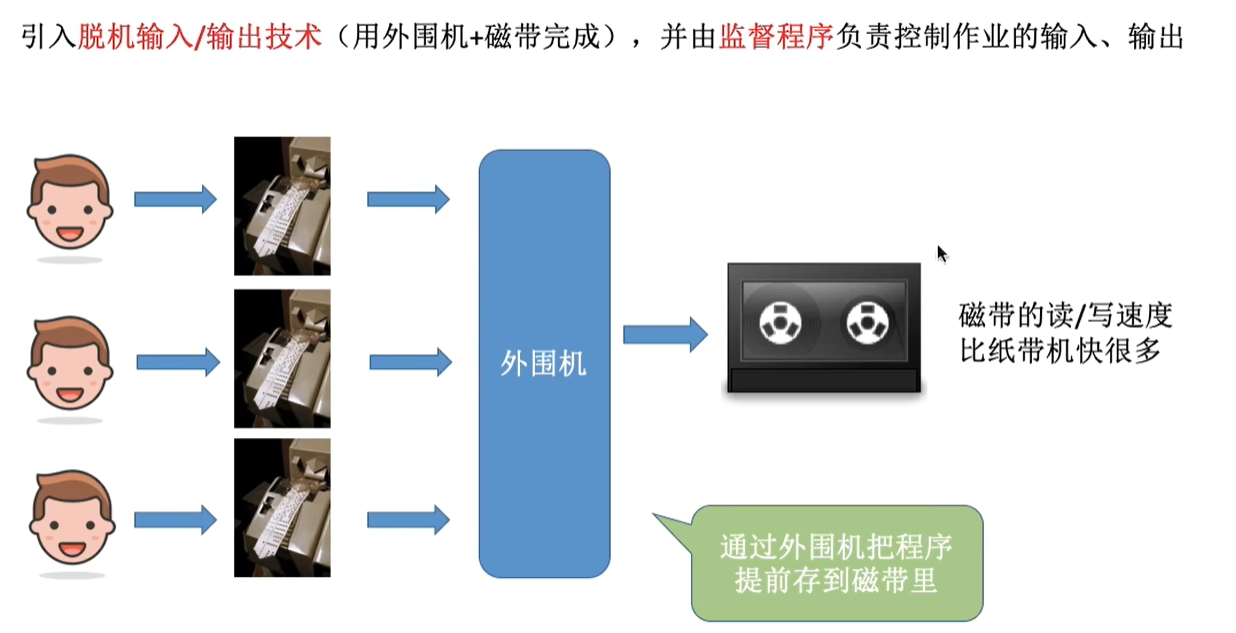 引入脱机输入/输出技术（用外围机+磁带完成），并由监督程序负责控制作业的输入、输出
外围机
磁带的读/写速度
比纸带机快很多
通过外围机把程序
提前存到磁带里